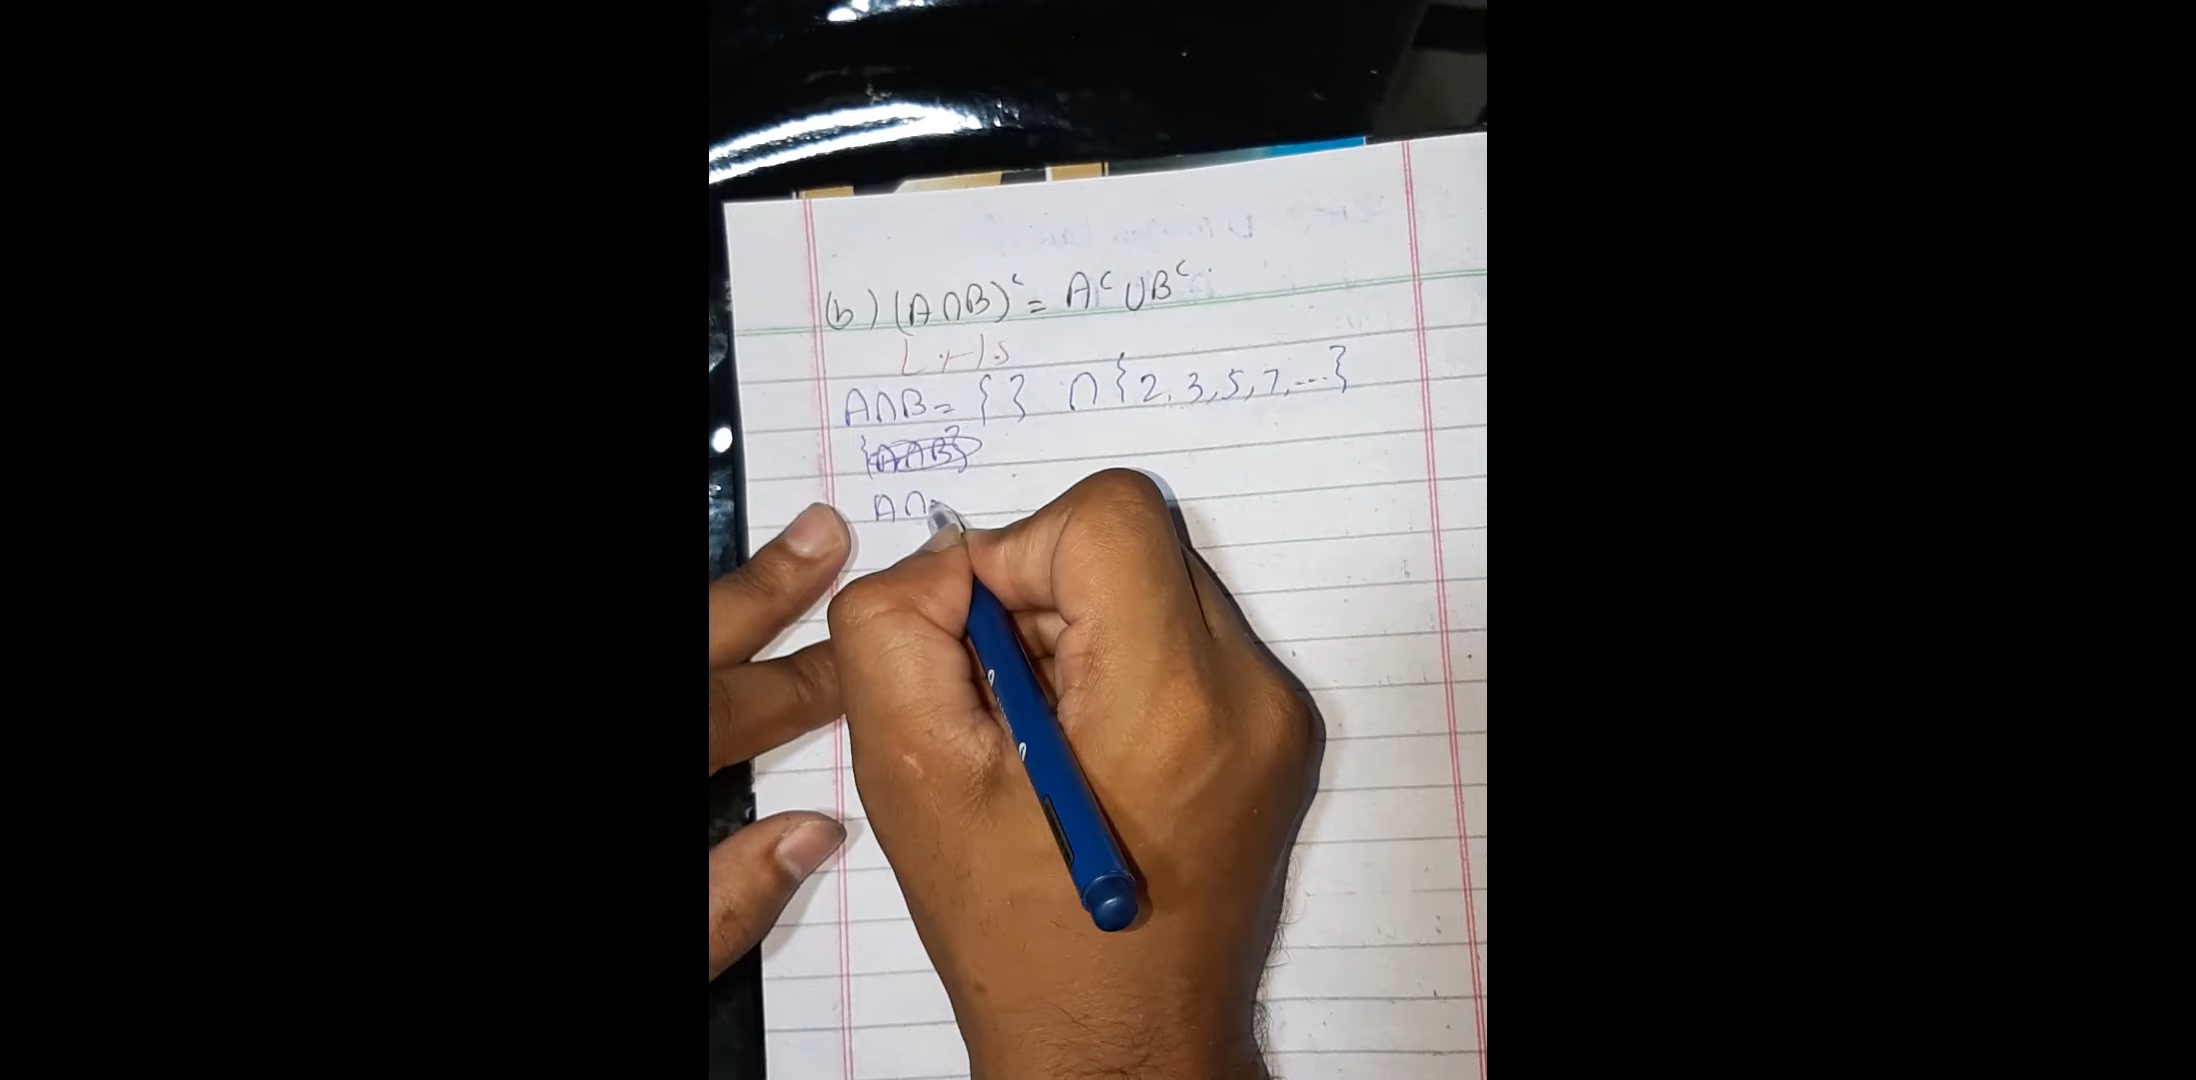 (b) (A∩B)ᶜ = Aᶜ ∪ Bᶜ
L.H.S
A∩B = { } ∩ {2, 3, 5, 7, ...}
{A∩B}
A∩